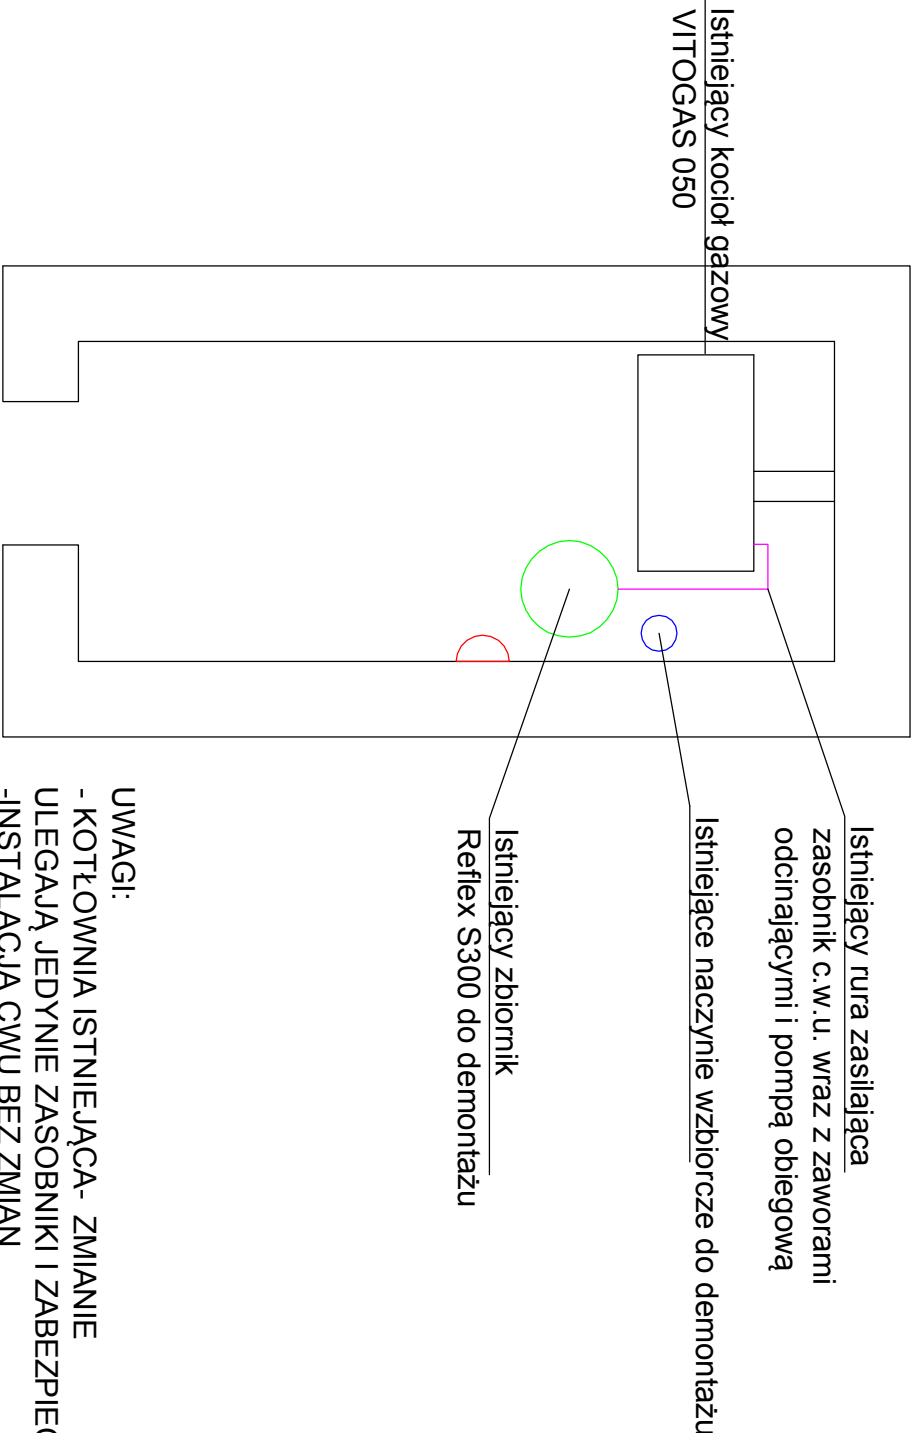 Istniejący kocioł gazowy
VITOGAS 050
Istniejący rura zasilająca
zasobnik c.w.u. wraz z zaworami
odcinającymi i pompą obiegową
Istniejące naczynie wzbiorcze do demontażu
Istniejący zbiornik
Reflex S300 do demontażu
UWAGI:
- KOTŁOWNIA ISTNIEJĄCA- ZMIANIE
ULEGAJĄ JEDYNIE ZASOBNIKI I
-INSTALACJA CWU BEZ ZMIAN